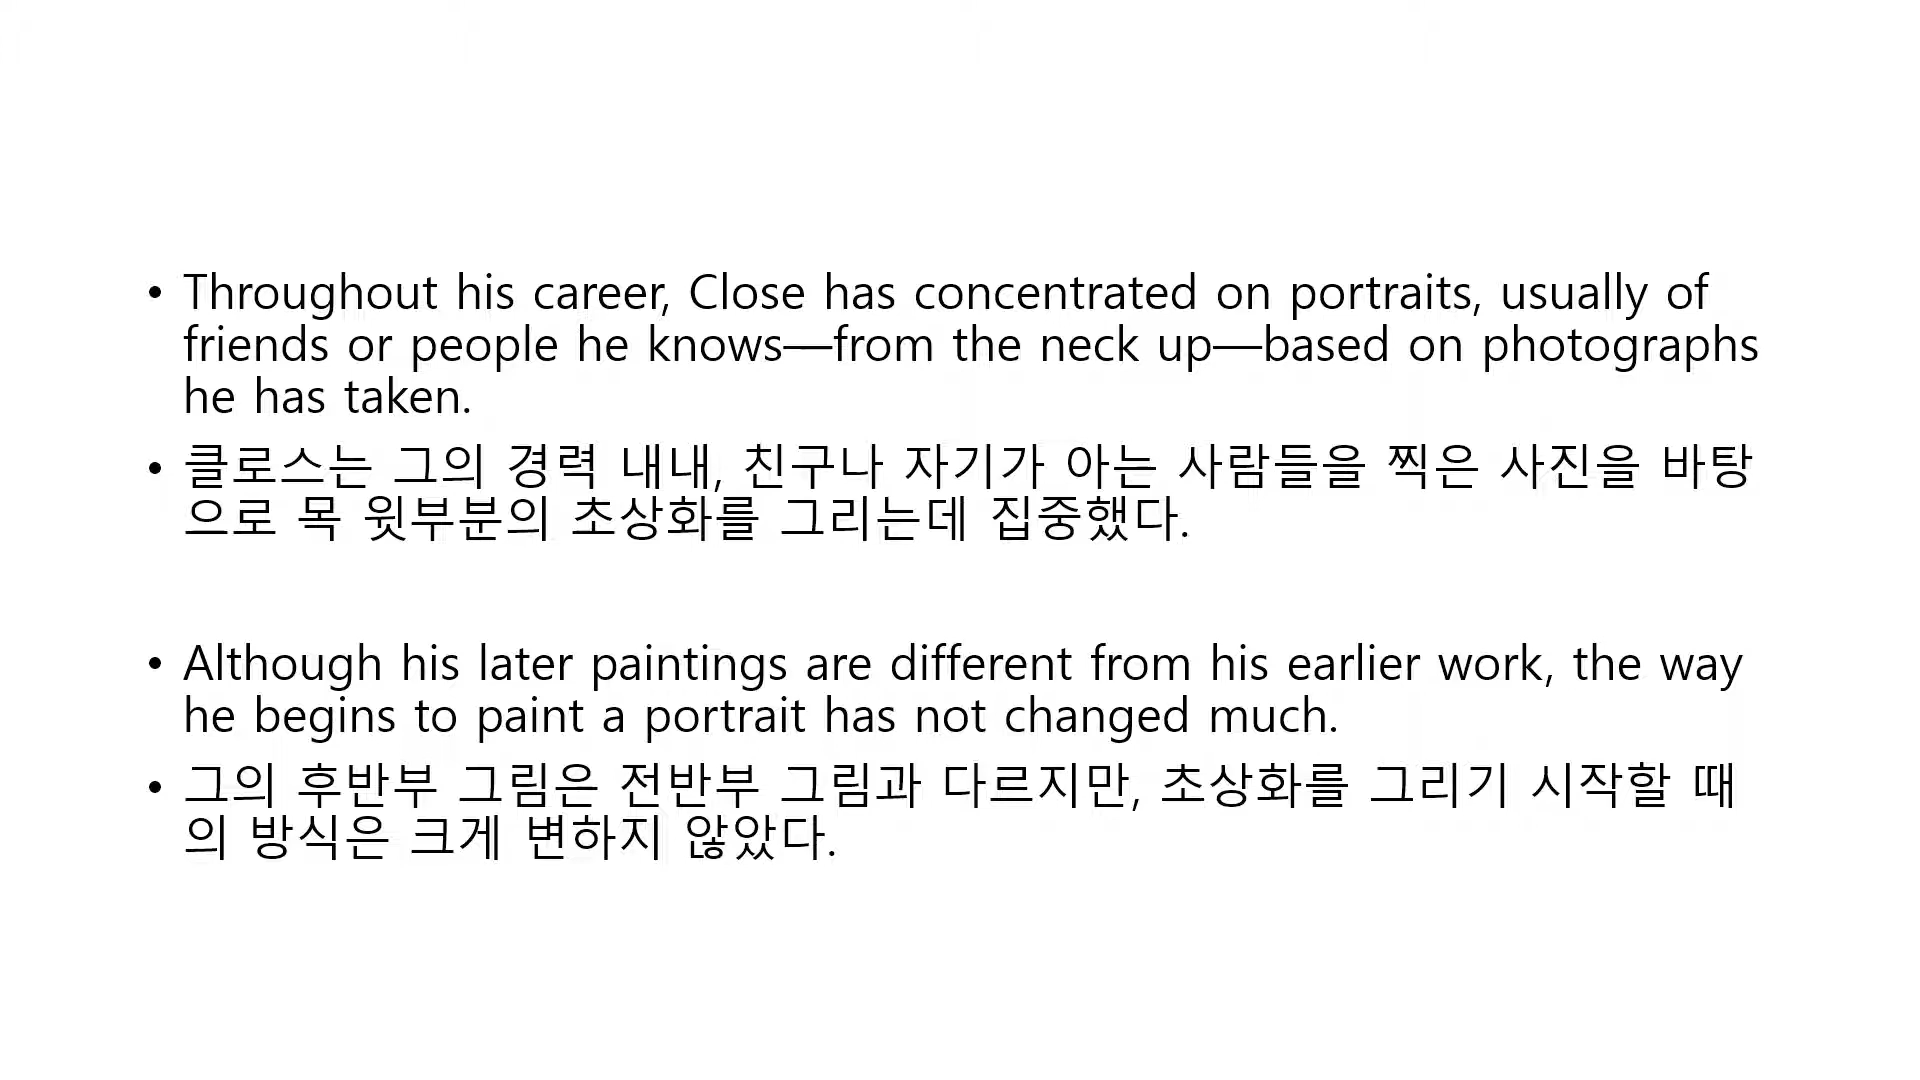 • Throughout his career, Close has concentrated on portraits, usually of
friends or people he knows—from the neck up—based on photographs
he has taken.
• 클로스는 그의 경력 내내, 친구나 자기가 아는 사람들을 찍은 사진을 바탕
으로 목 윗부분의 초상화를 그리는데 집중했다.
• Although his later paintings are different from his earlier work, the way
he begins to paint a portrait has not changed much.
• 그의 후반부 그림은 전반부 그림과 다르지만, 초상화를 그리기 시작할 때
의 방식은 크게 변하지 않았다.